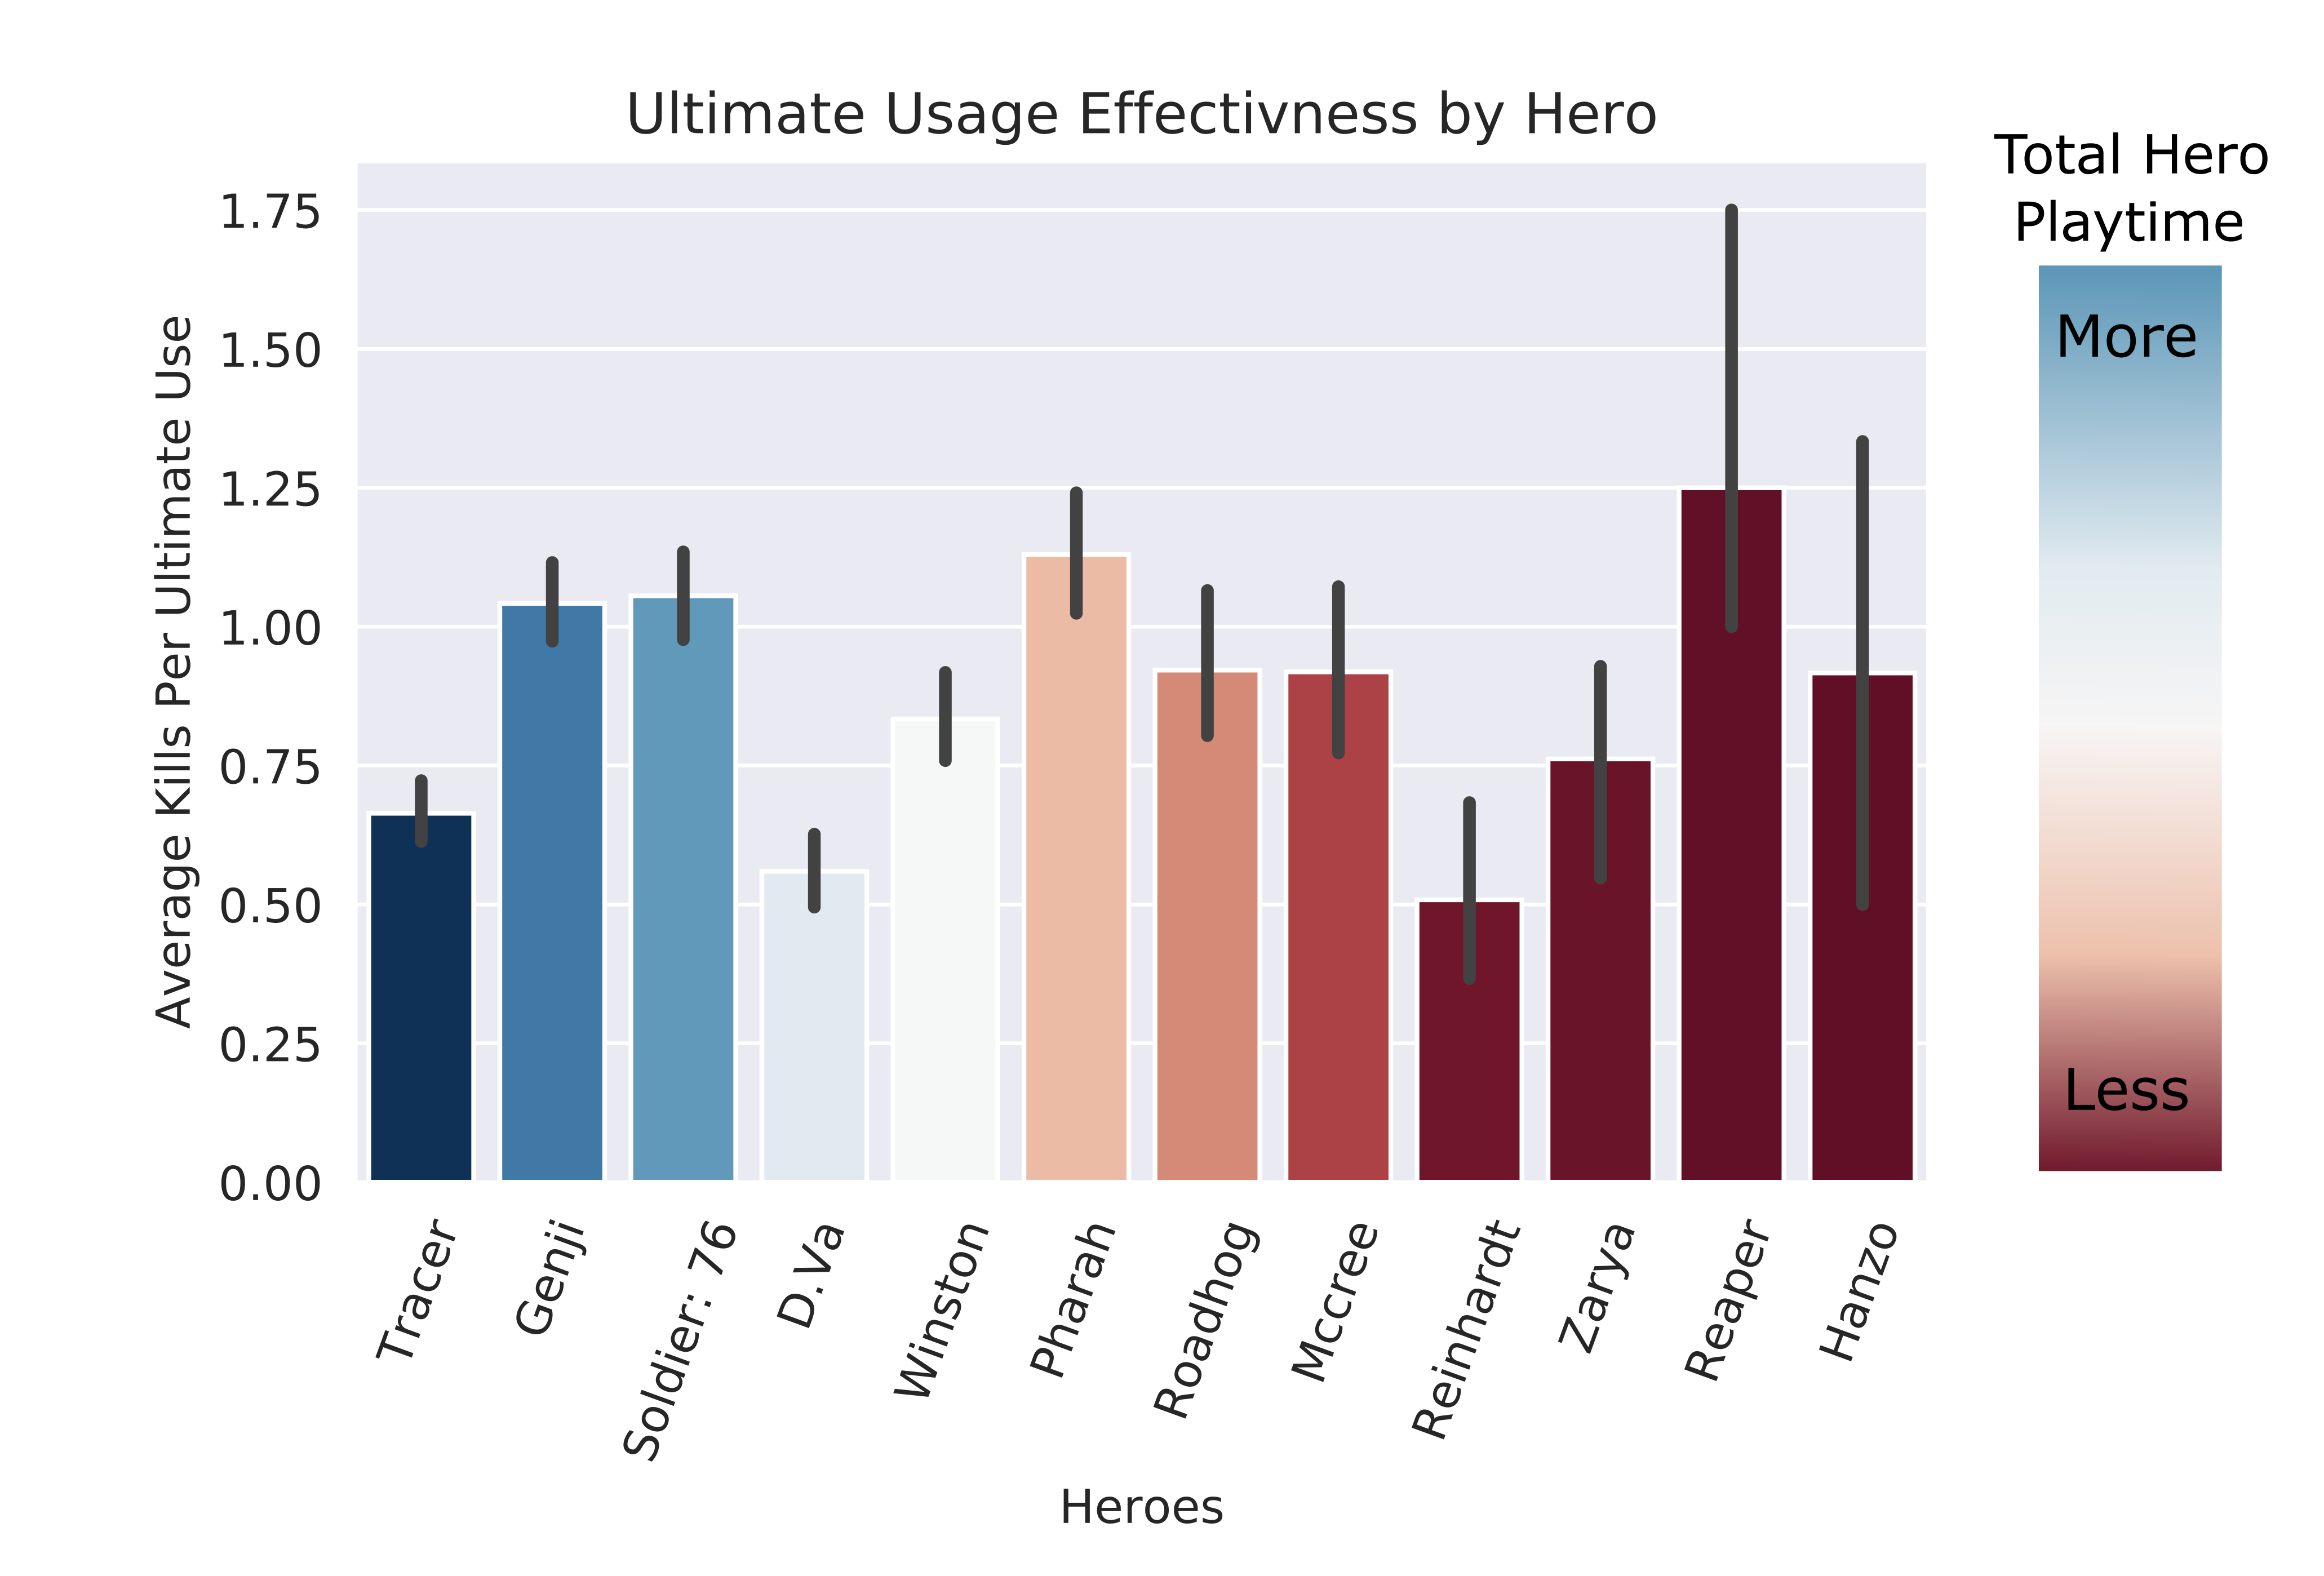 Ultimate Usage Effectivness by Hero
Total Hero
Playtime
More
Less
Average Kills Per Ultimate Use
1.75
1.50
1.25
1.00
0.75
0.50
0.25
0.00
Tracer
Genji
Soldier: 76
D.Va
Winston
Pharah
Roadhog
Mccree
Reinhardt
Zarya
Reaper
Hanzo
Heroes